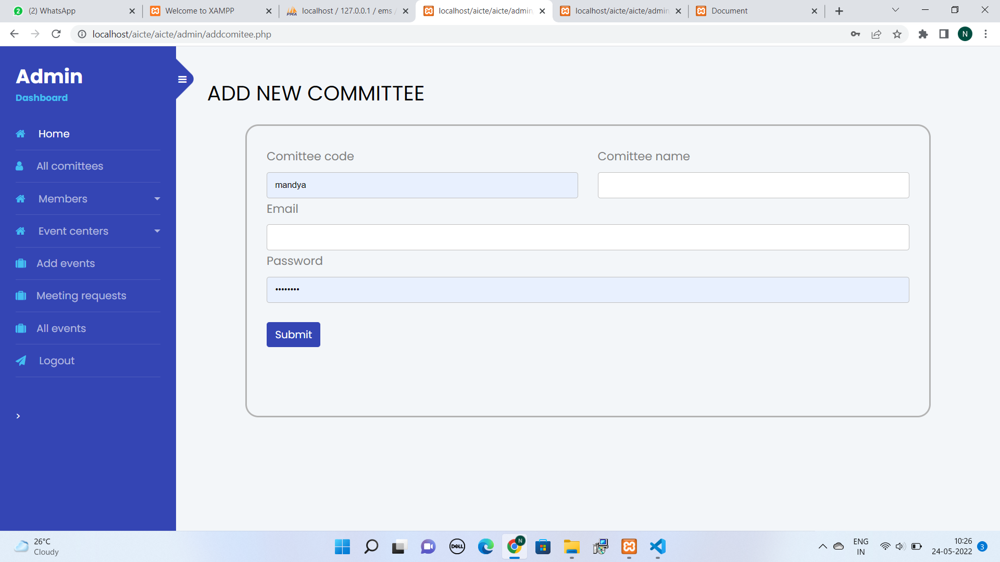 (2) WhatsApp
Welcome to XAMPP
localhost / 127.0.0.1 / ems /
localhost/aicte/aicte/admin
localhost/aicte/aicte/admin
Document
localhost/aicte/aicte/admin/addcomitee.php
N
Admin
Dashboard
Home
All comittees
Members
Event centers
Add events
Meeting requests
All events
Logout
ADD NEW COMMITTEE
Comittee code
Comittee name
mandya
Email
Password
••••••••
Submit
26°C
Cloudy
DELL
N
ENG
IN
10:26
24-05-2022
3